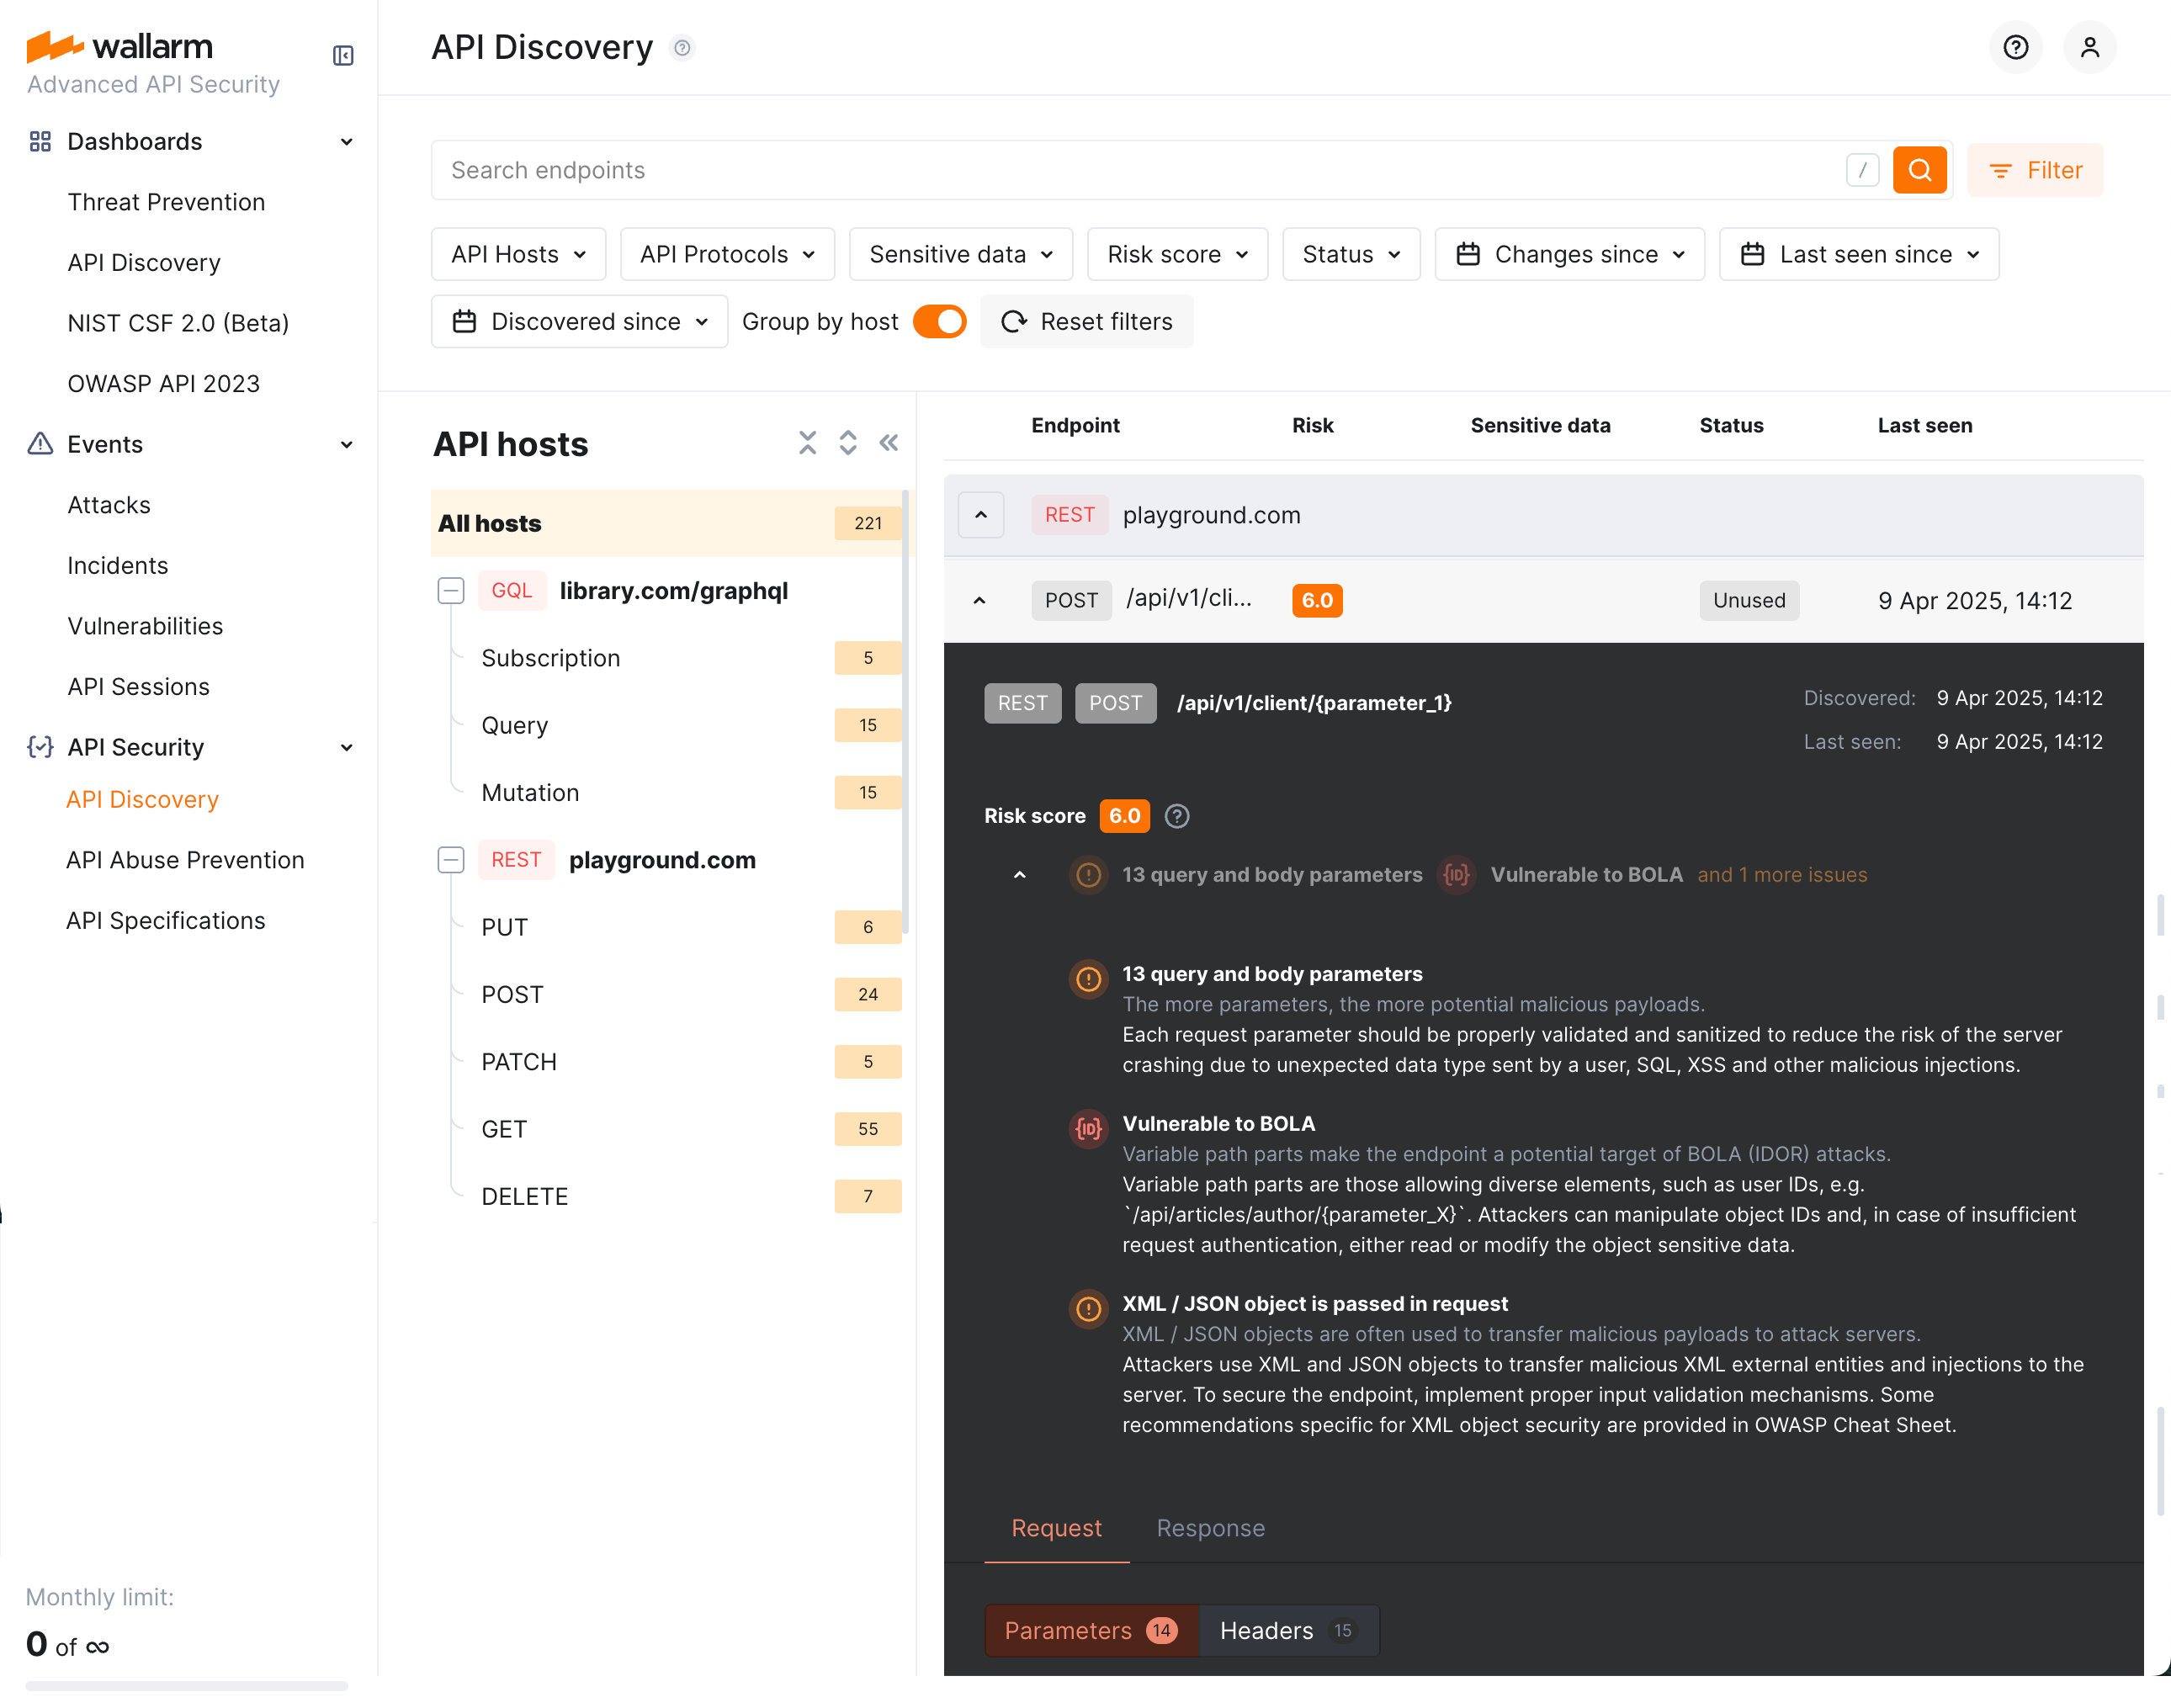 wallarm
Advanced API Security
Dashboards
Threat Prevention
API Discovery
NIST CSF 2.0 (Beta)
OWASP API 2023
Events
Attacks
Incidents
Vulnerabilities
API Sessions
API Security
API Discovery
API Abuse Prevention
API Specifications
Monthly limit:
0 of ∞
API Discovery
Search endpoints /
Filter
API Hosts
API Protocols
Sensitive data
Risk score
Status
Changes since
Last seen since
Discovered since
Group by host
Reset filters
API hosts
All hosts 221
GQL library.com/graphql
Subscription 5
Query 15
Mutation 15
REST playground.com
PUT 6
POST 24
PATCH 5
GET 55
DELETE 7
Endpoint Risk Sensitive data Status Last seen
REST playground.com
POST /api/v1/cli... 6.0 Unused 9 Apr 2025, 14:12
REST POST /api/v1/client/{parameter_1}
Discovered: 9 Apr 2025, 14:12
Last seen: 9 Apr 2025, 14:12
Risk score 6.0
13 query and body parameters {ID} Vulnerable to BOLA and 1 more issues
13 query and body parameters
The more parameters, the more potential malicious payloads.
Each request parameter should be properly validated and sanitized to reduce the risk of the server
crashing due to unexpected data type sent by a user, SQL, XSS and other malicious injections.
{ID} Vulnerable to BOLA
Variable path parts make the endpoint a potential target of BOLA (IDOR) attacks.
Variable path parts are those allowing diverse elements, such as user IDs, e.g.
`/api/articles/author/{parameter_X}`. Attackers can manipulate object IDs and, in case of insufficient
request authentication, either read or modify the object sensitive data.
XML / JSON object is passed in request
XML / JSON objects are often used to transfer malicious payloads to attack servers.
Attackers use XML and JSON objects to transfer malicious XML external entities and injections to the
server. To secure the endpoint, implement proper input validation mechanisms. Some
recommendations specific for XML object security are provided in OWASP Cheat Sheet.
Request Response
Parameters 14 Headers 15